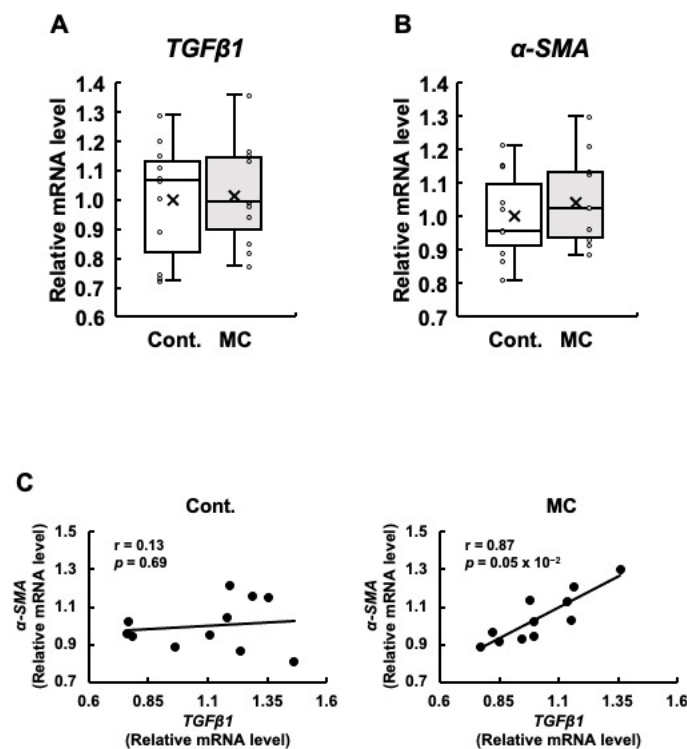 A
TGFβ1
Relative mRNA level
1.4
1.3
1.2
1.1
1.0
0.9
0.8
0.7
0.6
Cont. MC
B
α-SMA
Relative mRNA level
1.4
1.3
1.2
1.1
1.0
0.9
0.8
0.7
Cont. MC
C
Cont.
α-SMA
(Relative mRNA level)
1.5
1.3
1.1
0.9
0.7
r = 0.13
p = 0.69
0.6 0.85 1.1 1.35 1.6
TGFβ1
(Relative mRNA level)
MC
α-SMA
(Relative mRNA level)
1.5
1.3
1.1
0.9
0.7
r = 0.87
p = 0.05 x 10⁻²
0.6 0.85 1.1 1.35 1.6
TGFβ1
(Relative mRNA level)